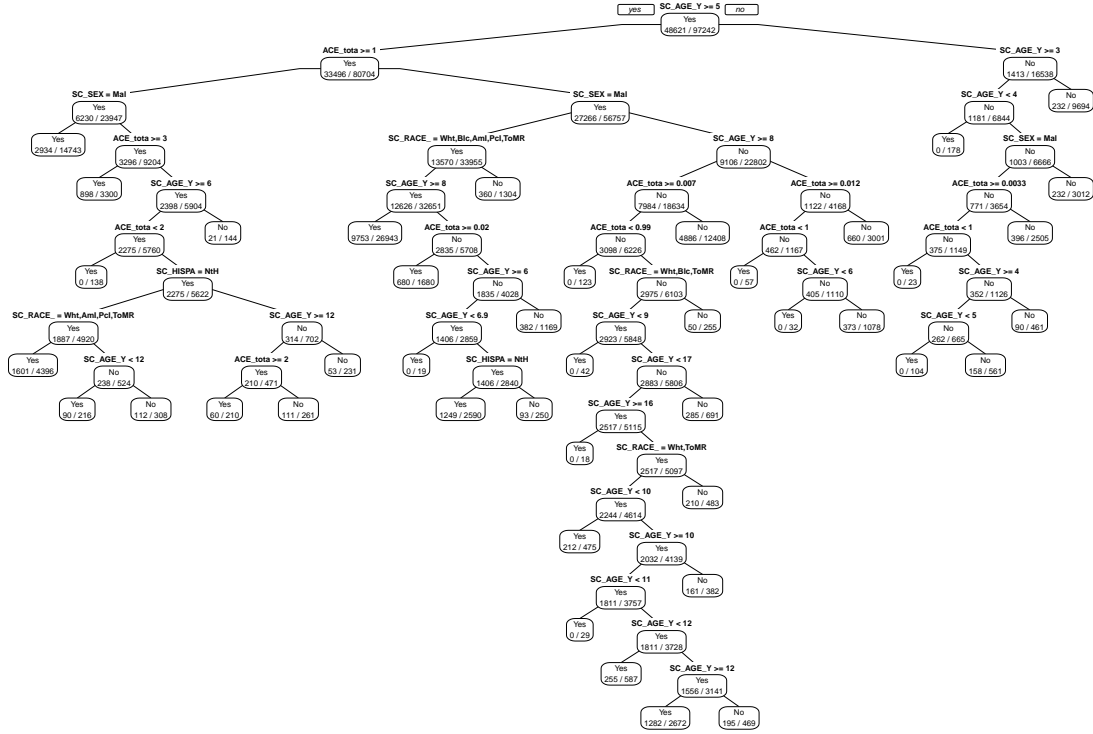 SC_AGE_Y >= 5
yes
no
Yes
48621 / 97242
ACE_tota >= 1
SC_AGE_Y >= 3
Yes
33496 / 80704
No
1413 / 16538
SC_SEX = Mal
SC_SEX = Mal
SC_AGE_Y < 4
Yes
6230 / 23947
Yes
27266 / 56757
No
1181 / 6844
No
232 / 9694
ACE_tota >= 3
SC_RACE_ = Wht,Blc,AmI,PcI,ToMR
SC_AGE_Y >= 8
SC_SEX = Mal
Yes
2934 / 14743
Yes
3296 / 9204
Yes
13570 / 33955
No
9106 / 22802
Yes
0 / 178
No
1003 / 6666
SC_AGE_Y >= 6
SC_AGE_Y >= 8
ACE_tota >= 0.007
ACE_tota >= 0.012
ACE_tota >= 0.0033
Yes
898 / 3300
Yes
2398 / 5904
Yes
12626 / 32651
No
360 / 1304
No
7984 / 18634
No
1122 / 4168
No
771 / 3654
No
232 / 3012
ACE_tota < 2
ACE_tota >= 0.02
ACE_tota < 0.99
ACE_tota < 1
ACE_tota < 1
Yes
2275 / 5760
No
21 / 144
Yes
9753 / 26943
No
2835 / 5708
No
3098 / 6226
No
4886 / 12408
No
462 / 1167
No
660 / 3001
No
375 / 1149
No
396 / 2505
SC_HISPA = NtH
SC_AGE_Y >= 6
SC_RACE_ = Wht,Blc,ToMR
SC_AGE_Y < 6
SC_AGE_Y >= 4
Yes
0 / 138
Yes
2275 / 5622
Yes
680 / 1680
No
1835 / 4028
Yes
0 / 123
No
2975 / 6103
Yes
0 / 57
No
405 / 1110
Yes
0 / 23
No
352 / 1126
SC_RACE_ = Wht,AmI,PcI,ToMR
SC_AGE_Y >= 12
SC_AGE_Y < 6.9
SC_AGE_Y < 9
SC_AGE_Y < 5
Yes
1887 / 4920
No
314 / 702
Yes
1406 / 2859
No
382 / 1169
Yes
2923 / 5848
No
50 / 255
Yes
0 / 32
No
373 / 1078
No
262 / 665
No
90 / 461
SC_AGE_Y < 12
ACE_tota >= 2
SC_HISPA = NtH
SC_AGE_Y < 17
Yes
1601 / 4396
No
238 / 524
Yes
210 / 471
No
53 / 231
Yes
0 / 19
Yes
1406 / 2840
Yes
0 / 42
No
2883 / 5806
Yes
0 / 104
No
158 / 561
SC_AGE_Y >= 16
Yes
90 / 216
No
112 / 308
Yes
60 / 210
No
111 / 261
Yes
1249 / 2590
No
93 / 250
Yes
2517 / 5115
No
285 / 691
SC_RACE_ = Wht,ToMR
Yes
0 / 18
Yes
2517 / 5097
SC_AGE_Y < 10
Yes
2244 / 4614
No
210 / 483
SC_AGE_Y >= 10
Yes
212 / 475
Yes
2032 / 4139
SC_AGE_Y < 11
Yes
1811 / 3757
No
161 / 382
SC_AGE_Y < 12
Yes
0 / 29
Yes
1811 / 3728
SC_AGE_Y >= 12
Yes
255 / 587
Yes
1556 / 3141
Yes
1282 / 2672
No
195 / 469